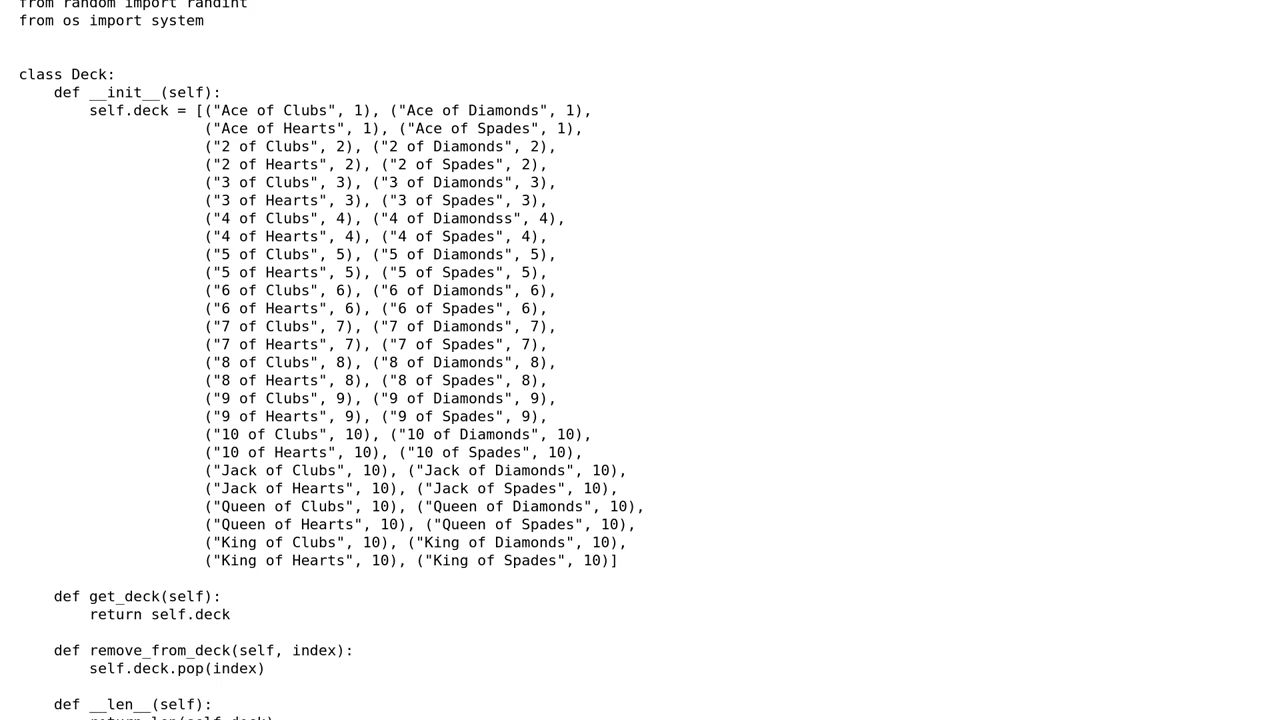 from random import randint
from os import system
class Deck:
    def __init__(self):
        self.deck = [("Ace of Clubs", 1), ("Ace of Diamonds", 1),
                     ("Ace of Hearts", 1), ("Ace of Spades", 1),
                     ("2 of Clubs", 2), ("2 of Diamonds", 2),
                     ("2 of Hearts", 2), ("2 of Spades", 2),
                     ("3 of Clubs", 3), ("3 of Diamonds", 3),
                     ("3 of Hearts", 3), ("3 of Spades", 3),
                     ("4 of Clubs", 4), ("4 of Diamondss", 4),
                     ("4 of Hearts", 4), ("4 of Spades", 4),
                     ("5 of Clubs", 5), ("5 of Diamonds", 5),
                     ("5 of Hearts", 5), ("5 of Spades", 5),
                     ("6 of Clubs", 6), ("6 of Diamonds", 6),
                     ("6 of Hearts", 6), ("6 of Spades", 6),
                     ("7 of Clubs", 7), ("7 of Diamonds", 7),
                     ("7 of Hearts", 7), ("7 of Spades", 7),
                     ("8 of Clubs", 8), ("8 of Diamonds", 8),
                     ("8 of Hearts", 8), ("8 of Spades", 8),
                     ("9 of Clubs", 9), ("9 of Diamonds", 9),
                     ("9 of Hearts", 9), ("9 of Spades", 9),
                     ("10 of Clubs", 10), ("10 of Diamonds", 10),
                     ("10 of Hearts", 10), ("10 of Spades", 10),
                     ("Jack of Clubs", 10), ("Jack of Diamonds", 10),
                     ("Jack of Hearts", 10), ("Jack of Spades", 10),
                     ("Queen of Clubs", 10), ("Queen of Diamonds", 10),
                     ("Queen of Hearts", 10), ("Queen of Spades", 10),
                     ("King of Clubs", 10), ("King of Diamonds", 10),
                     ("King of Hearts", 10), ("King of Spades", 10)]
    def get_deck(self):
        return self.deck
    def remove_from_deck(self, index):
        self.deck.pop(index)
    def __len__(self):
        return len(self.deck)